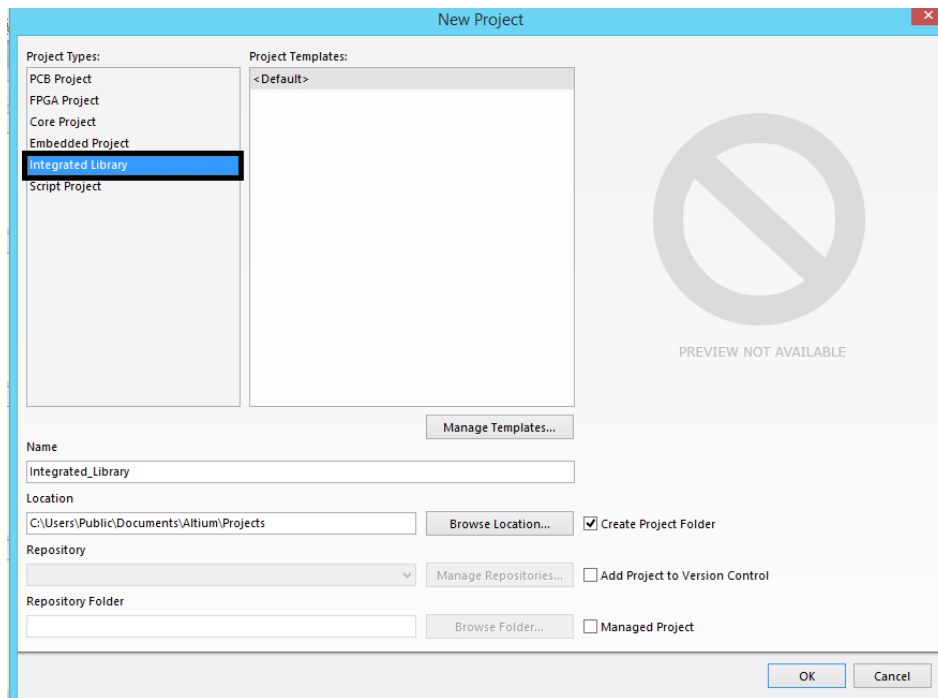 New Project
Project Types:
Project Templates:
PCB Project
<Default>
FPGA Project
Core Project
Embedded Project
Integrated Library
Script Project
PREVIEW NOT AVAILABLE
Manage Templates...
Name
Integrated_Library
Location
C:\Users\Public\Documents\Altium\Projects
Browse Location...
Create Project Folder
Repository
Manage Repositories...
Add Project to Version Control
Repository Folder
Browse Folder...
Managed Project
OK
Cancel